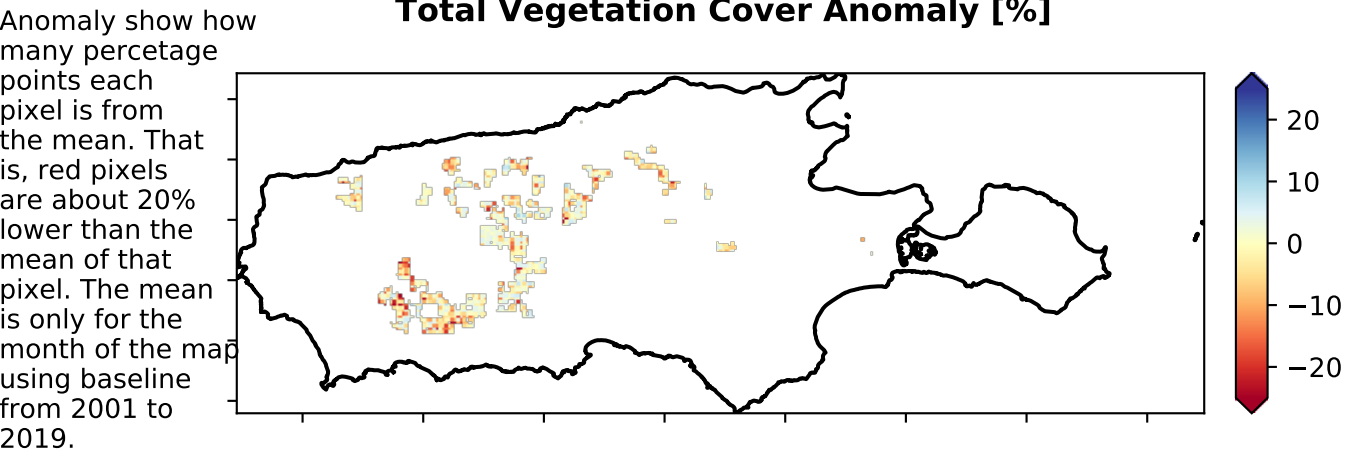 Total Vegetation Cover Anomaly [%]
Anomaly show how
many percetage
points each
pixel is from
the mean. That
is, red pixels
are about 20%
lower than the
mean of that
pixel. The mean
is only for the
month of the map
using baseline
from 2001 to
2019.
20
10
0
−10
−20